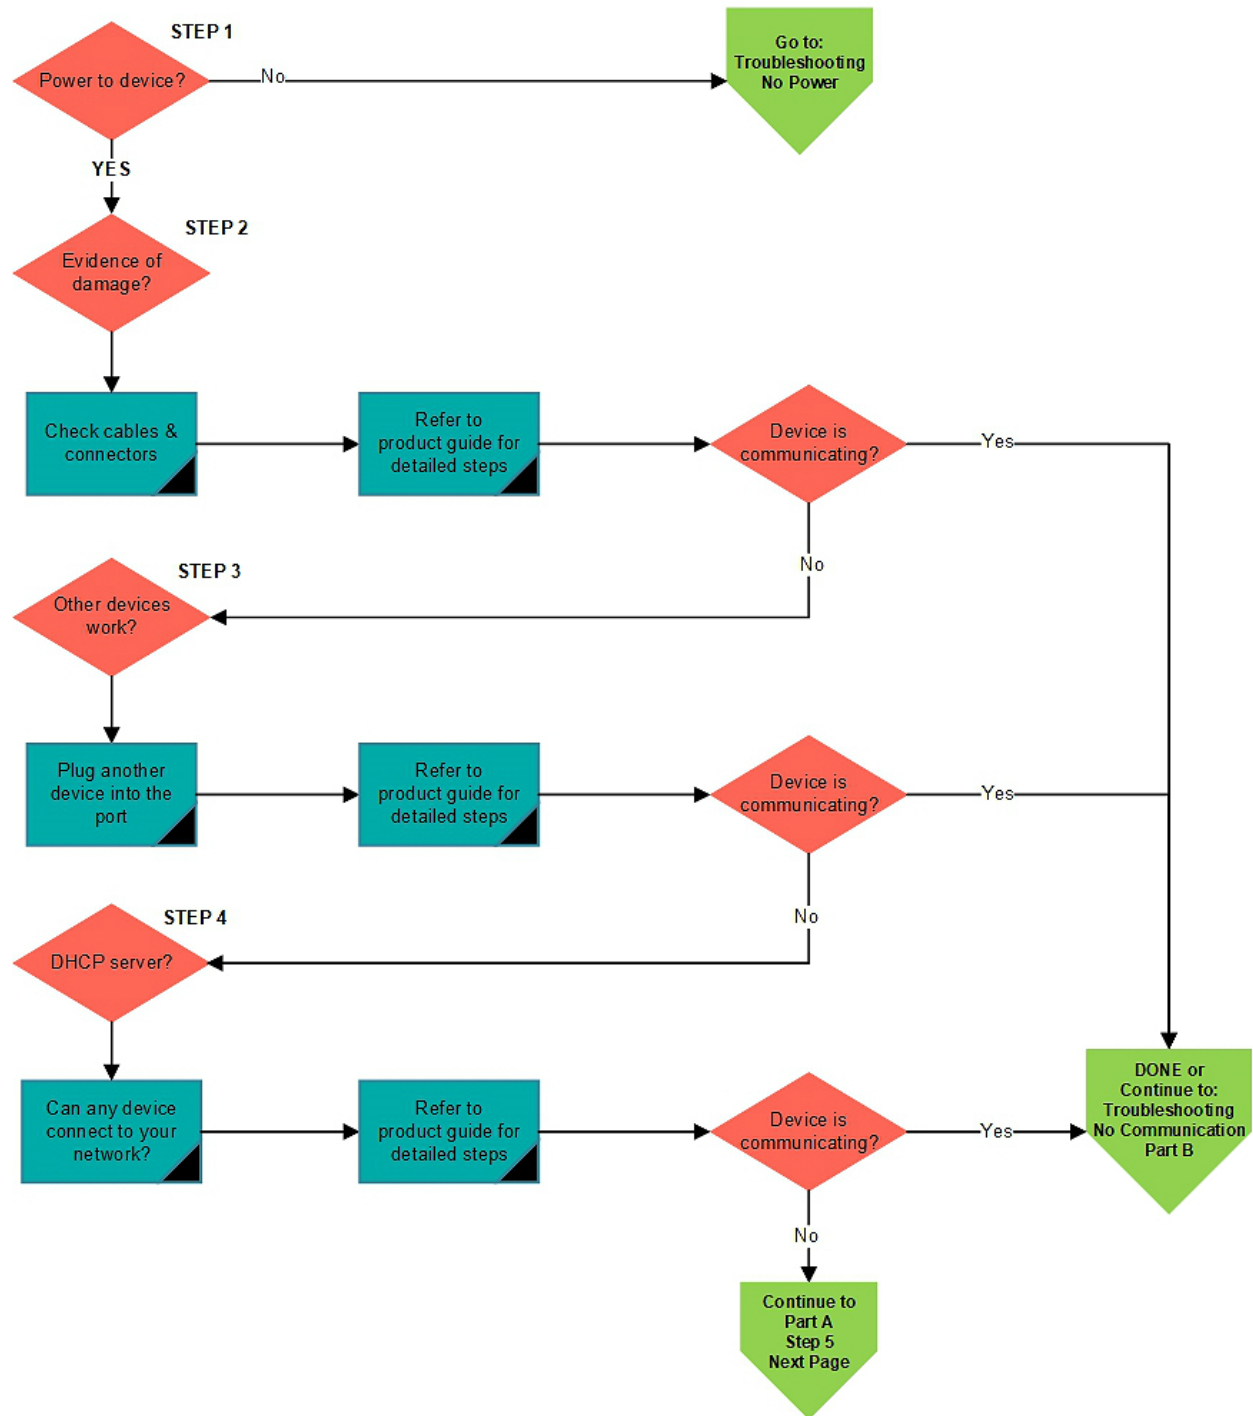 STEP 1
Power to device?
No
Go to:
Troubleshooting
No Power
YES
STEP 2
Evidence of
damage?
Check cables &
connectors
Refer to
product guide for
detailed steps
Device is
communicating?
Yes
No
STEP 3
Other devices
work?
Plug another
device into the
port
Refer to
product guide for
detailed steps
Device is
communicating?
Yes
No
STEP 4
DHCP server?
Can any device
connect to your
network?
Refer to
product guide for
detailed steps
Device is
communicating?
Yes
DONE or
Continue to:
Troubleshooting
No Communication
Part B
No
Continue to
Part A
Step 5
Next Page